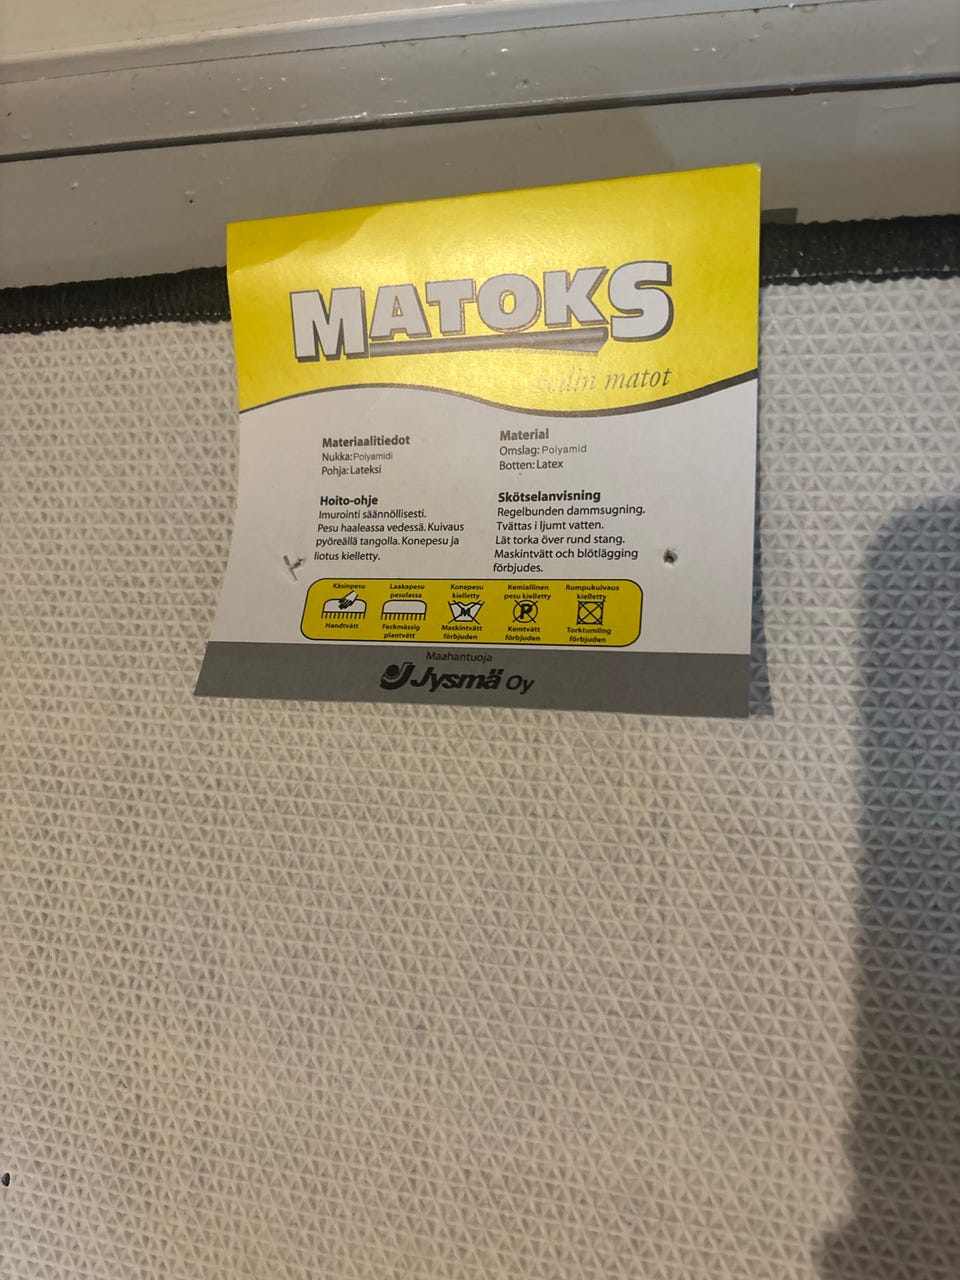 MATOKS
matot
Materiaalitiedot
Nukka: Polyamidi
Pohja: Lateksi
Hoito-ohje
Imurointi säännöllisesti.
Pesu haaleassa vedessä. Kuivaus
pyöreällä tangolla. Konepesu ja
liotus kielletty.
Material
Omslag: Polyamid
Botten: Latex
Skötselanvisning
Regelbunden dammsugning.
Tvättas i ljumt vatten.
Låt torka över rund stang.
Maskintvätt och blötlägging
förbjudes.
Käsinpesu
Handtvätt
Laakapesu
pesulassa
Fackmässig
plantvätt
Konepesu
kielletty
M
Maskintvätt
förbjuden
Kemiallinen
pesu kielletty
P
Kemtvätt
förbjuden
Rumpukuivaus
kielletty
Torktumling
förbjuden
Maahantuoja
Jysmä Oy